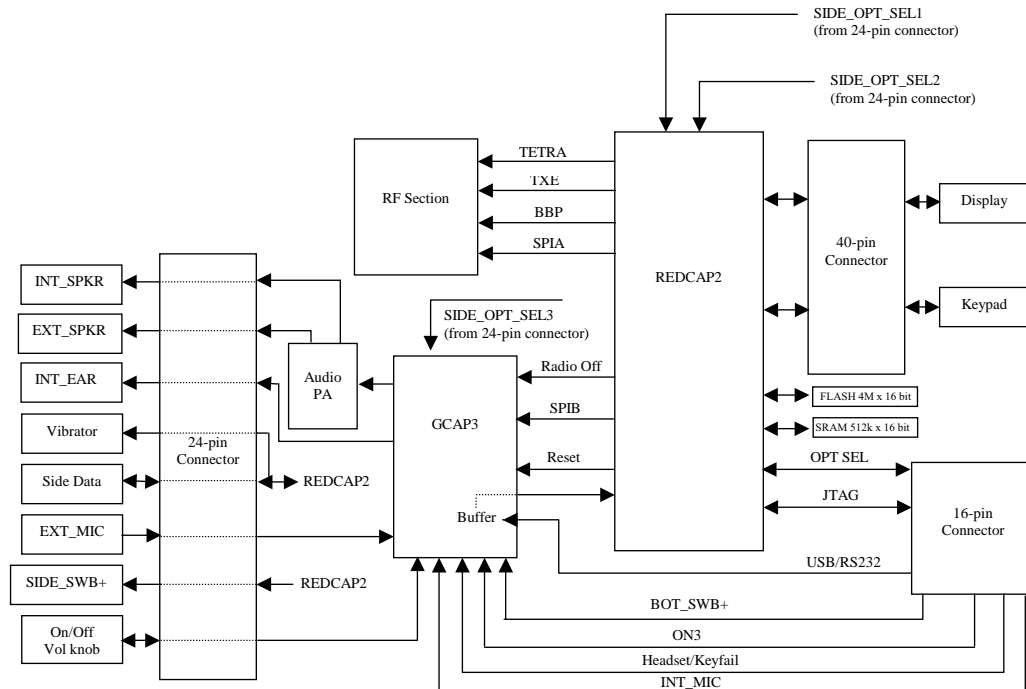 SIDE_OPT_SEL1
(from 24-pin connector)
SIDE_OPT_SEL2
(from 24-pin connector)
TETRA
TXE
BBP
SPIA
RF Section
REDCAP2
40-pin
Connector
Display
Keypad
INT_SPKR
EXT_SPKR
INT_EAR
Vibrator
Side Data
EXT_MIC
SIDE_SWB+
On/Off
Vol knob
24-pin
Connector
REDCAP2
REDCAP2
Audio
PA
SIDE_OPT_SEL3
(from 24-pin connector)
GCAP3
Buffer
Radio Off
SPIB
Reset
FLASH 4M x 16 bit
SRAM 512k x 16 bit
OPT SEL
JTAG
16-pin
Connector
USB/RS232
BOT_SWB+
ON3
Headset/Keyfail
INT_MIC